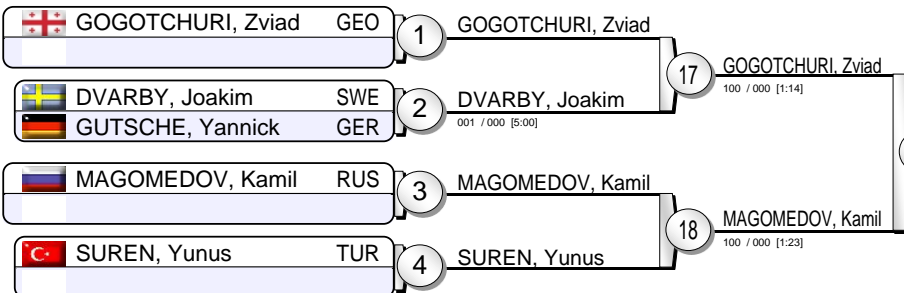 GOGOTCHURI, Zviad GEO
1
GOGOTCHURI, Zviad
DVARBY, Joakim SWE
GUTSCHE, Yannick GER
2
DVARBY, Joakim
001 / 000 [5:00]
17
GOGOTCHURI, Zviad
100 / 000 [1:14]
MAGOMEDOV, Kamil RUS
3
MAGOMEDOV, Kamil
SUREN, Yunus TUR
4
SUREN, Yunus
18
MAGOMEDOV, Kamil
100 / 000 [1:23]